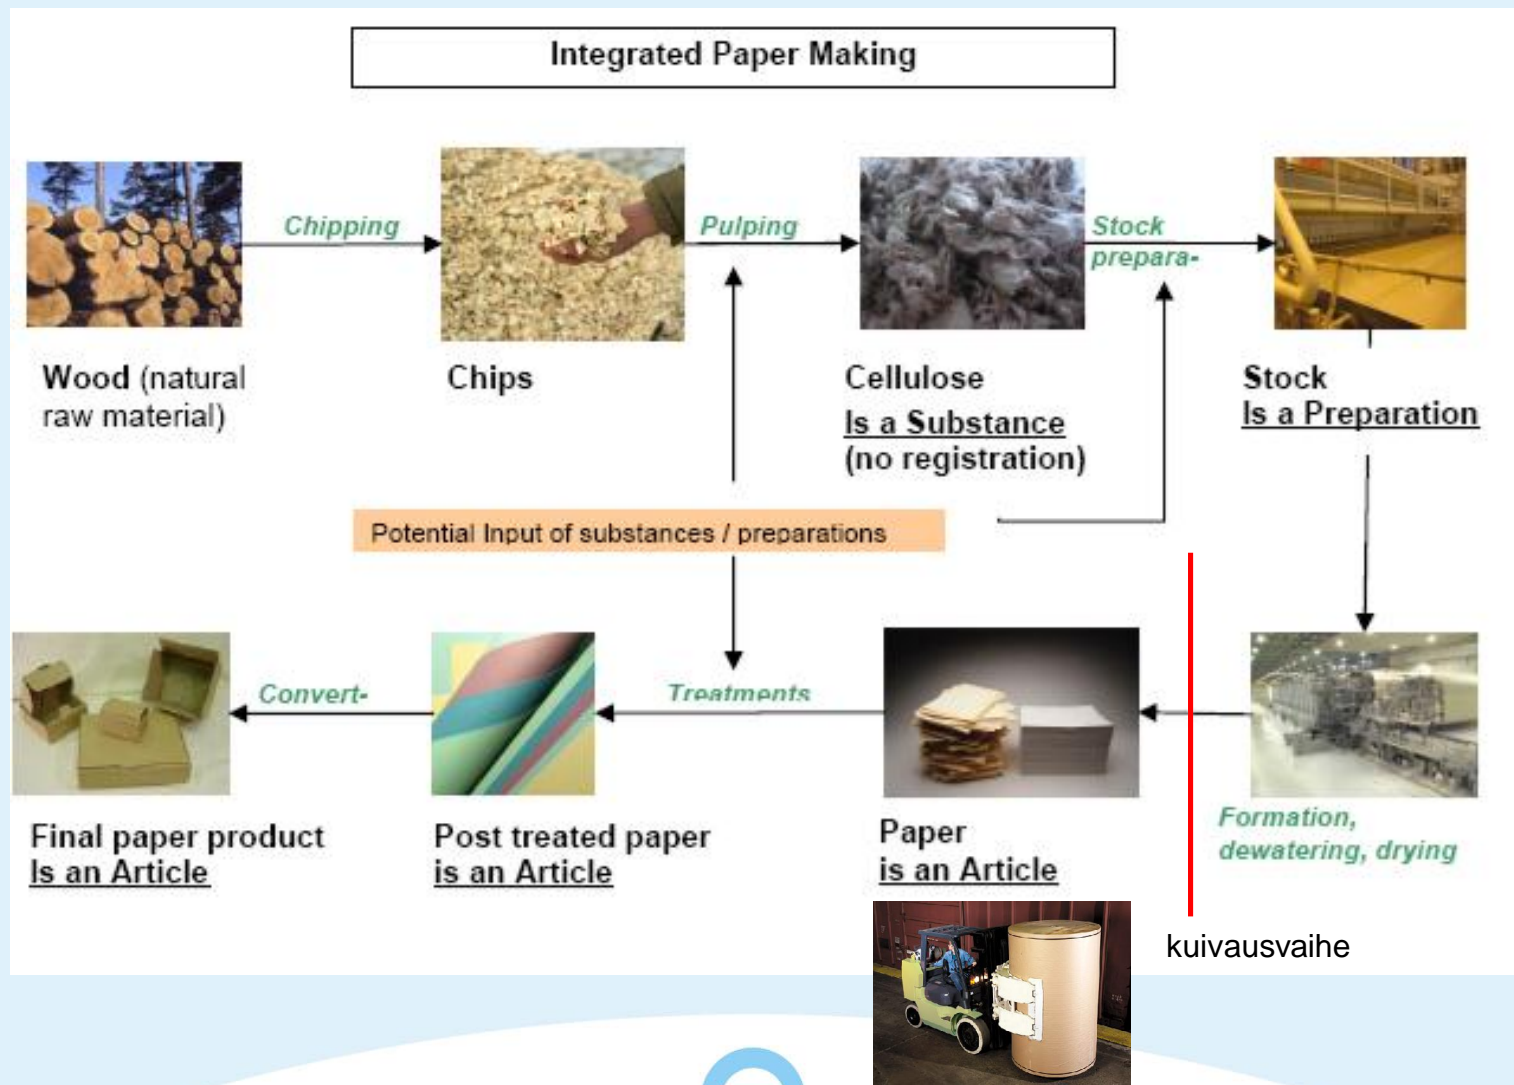 Integrated Paper Making
Chipping
Pulping
Stock
prepara-
Wood (natural
raw material)
Chips
Cellulose
Is a Substance
(no registration)
Stock
Is a Preparation
Potential Input of substances / preparations
Convert-
Treatments
Formation,
dewatering, drying
Final paper product
Is an Article
Post treated paper
is an Article
Paper
is an Article
kuivausvaihe